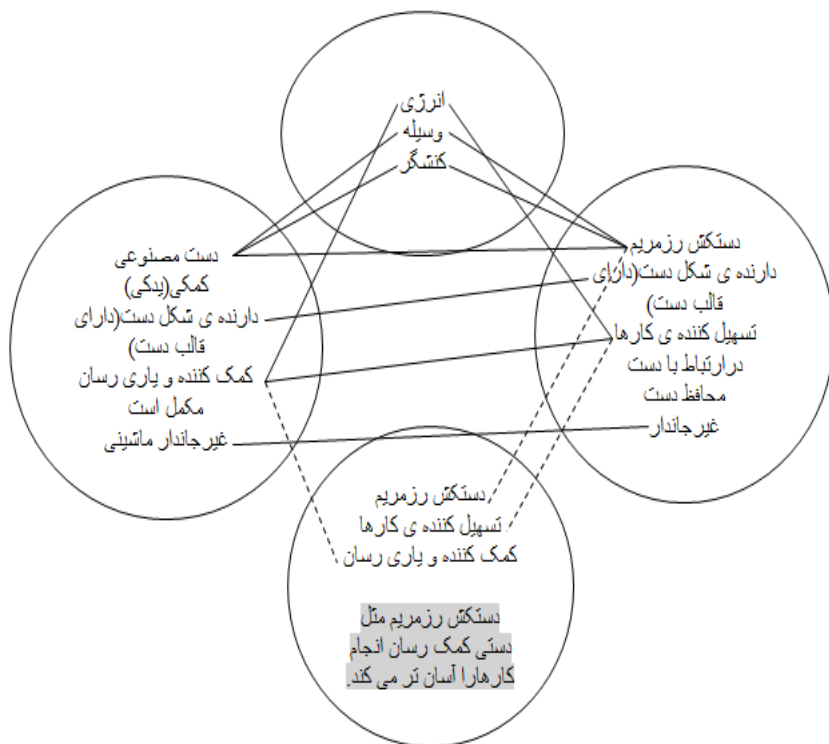 انرژی
وسیله
کنشگر
دستکش رزمریم
دارنده ی شکل دست(دارای
قالب دست)
تسهیل کننده ی کارها
درارتباط با دست
محافظ دست
غیرجاندار
دست مصنوعی
کمکی(یدکی)
دارنده ی شکل دست(دارای
قالب دست)
کمک کننده و یاری رسان
مکمل است
غیرجاندار ماشینی
دستکش رزمریم
تسهیل کننده ی کارها
کمک کننده و یاری رسان
دستکش رزمریم مثل
دستی کمک رسان انجام
کارهارا آسان تر می کند.